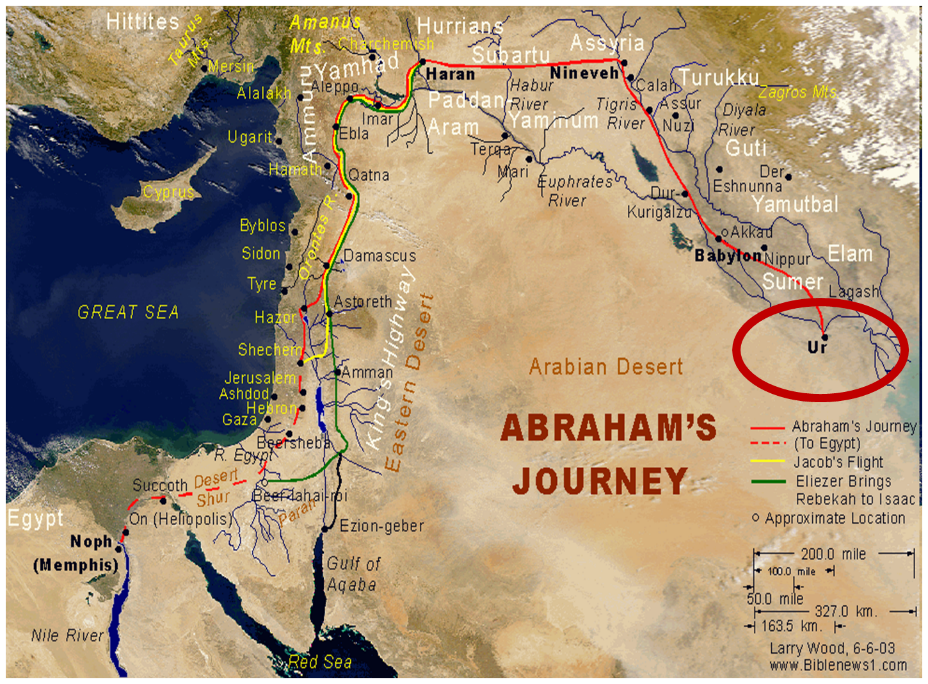 Hittites
Taurus
Mts.
Mersin
Amanus
Mts.
Charchemish
Hurrians
Subartu
Assyria
Haran
Nineveh
Calah
Turukku
Zagros Mts
Yamhad
Aleppo
Alalakh
Imar
Paddan
Aram
Habur
River
Yaminum
Tigris
River
Assur
Nuzi
Diyala
River
Ugarit
Ammuru
Ebla
Terqa
Mari
Guti
Hamath
Qatna
Euphrates
River
Dur-
Kurigalzu
Eshnunna
Der
Yamutbal
Cyprus
Orontes R.
Byblos
Akkad
Sidon
Damascus
Babylon
Nippur
Elam
Tyre
Sumer
Lagash
GREAT SEA
Hazor
Astoreth
Ur
Shechem
King's Highway
Eastern Desert
Arabian Desert
Jerusalem
Amman
Ashdod
Hebron
Gaza
Beersheba
ABRAHAM'S
JOURNEY
Abraham's Journey
(To Egypt)
Jacob's Flight
Eliezer Brings
Rebekah to Isaac
Approximate Location
R. Egypt
Desert
Shur
Succoth
Beer-lahai-roi
Paran
Egypt
On (Heliopolis)
Ezion-geber
Noph
(Memphis)
Gulf of
Aqaba
Nile River
Red Sea
200.0 mile
100.0 mile
50.0 mile
327.0 km.
163.5 km.
Larry Wood, 6-6-03
www.Biblenews1.com